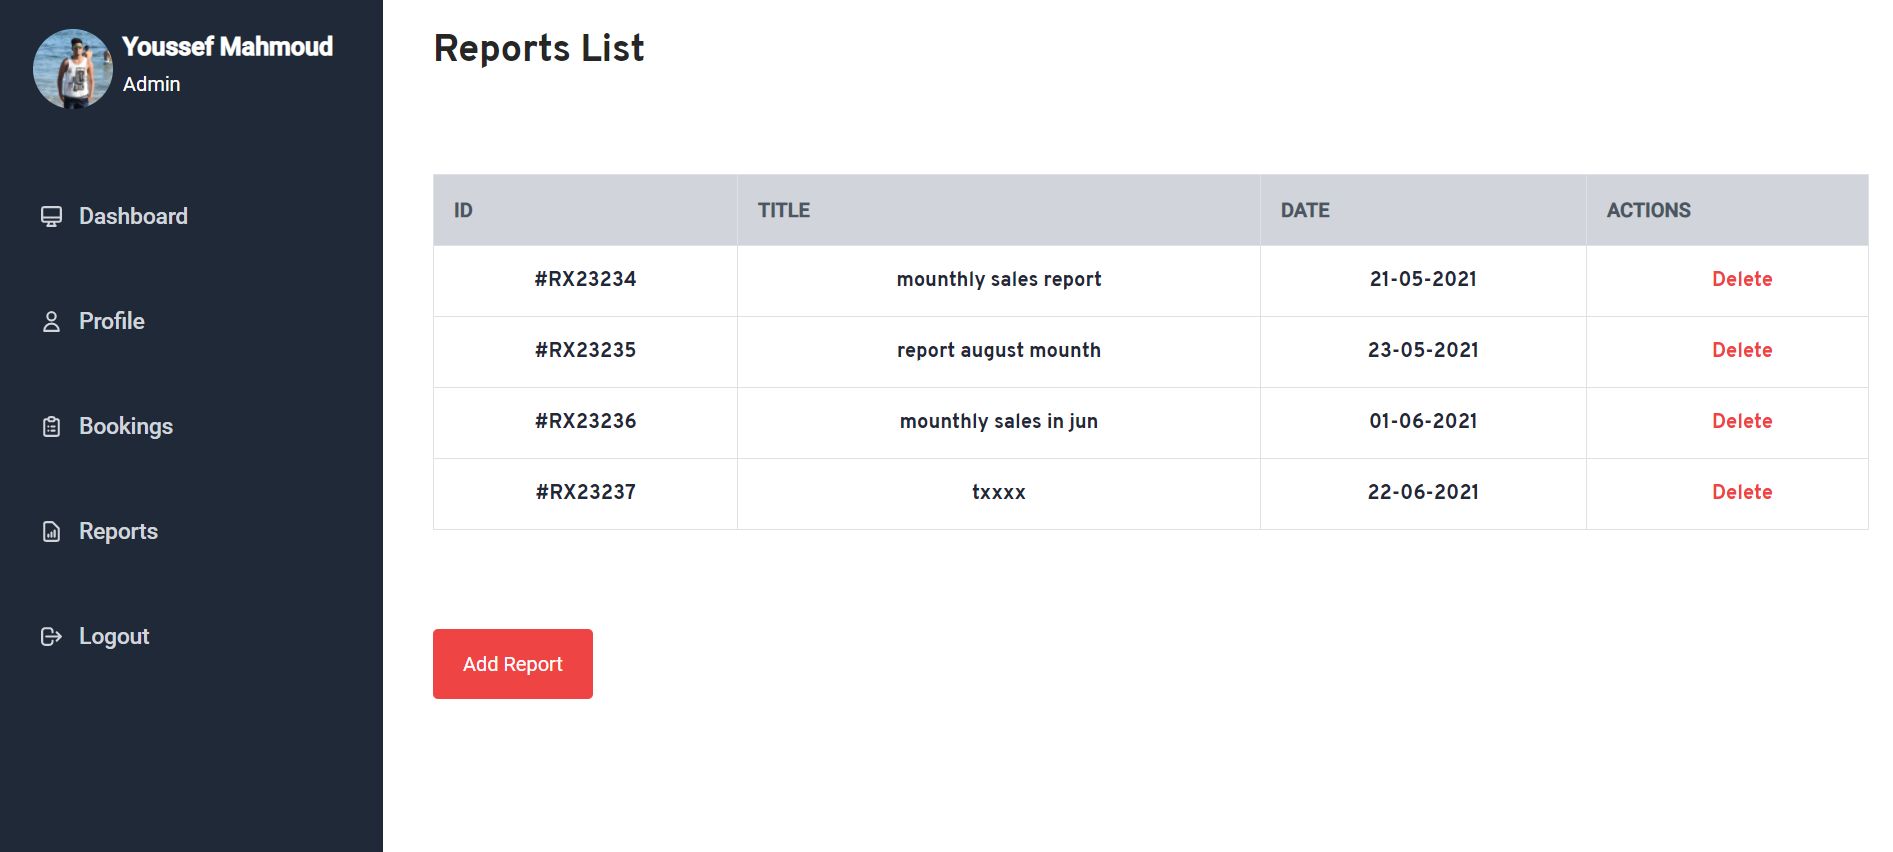 Youssef Mahmoud
Admin
Dashboard
Profile
Bookings
Reports
Logout
Reports List
ID TITLE DATE ACTIONS
#RX23234 mounthly sales report 21-05-2021 Delete
#RX23235 report august mounth 23-05-2021 Delete
#RX23236 mounthly sales in jun 01-06-2021 Delete
#RX23237 txxxx 22-06-2021 Delete
Add Report